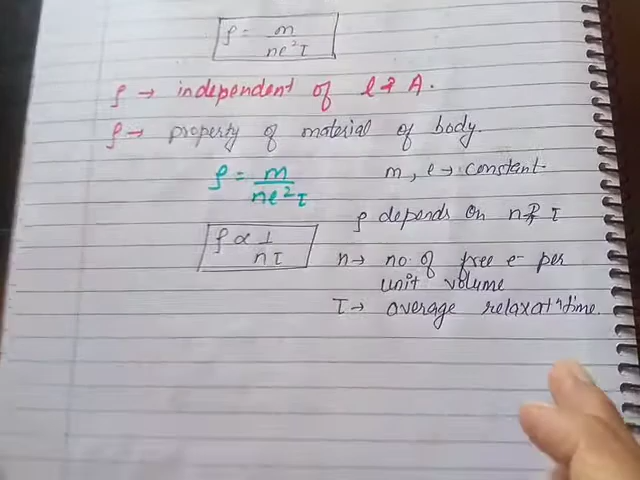 ρ = m/ne²τ
ρ → independent of l & A.
ρ → property of material of body.
ρ = m/ne²τ
m, e → constant
ρ depends on n & τ
ρ ∝ 1/nτ
n → no. of free e⁻ per
unit volume
τ → average relaxatⁿ time.